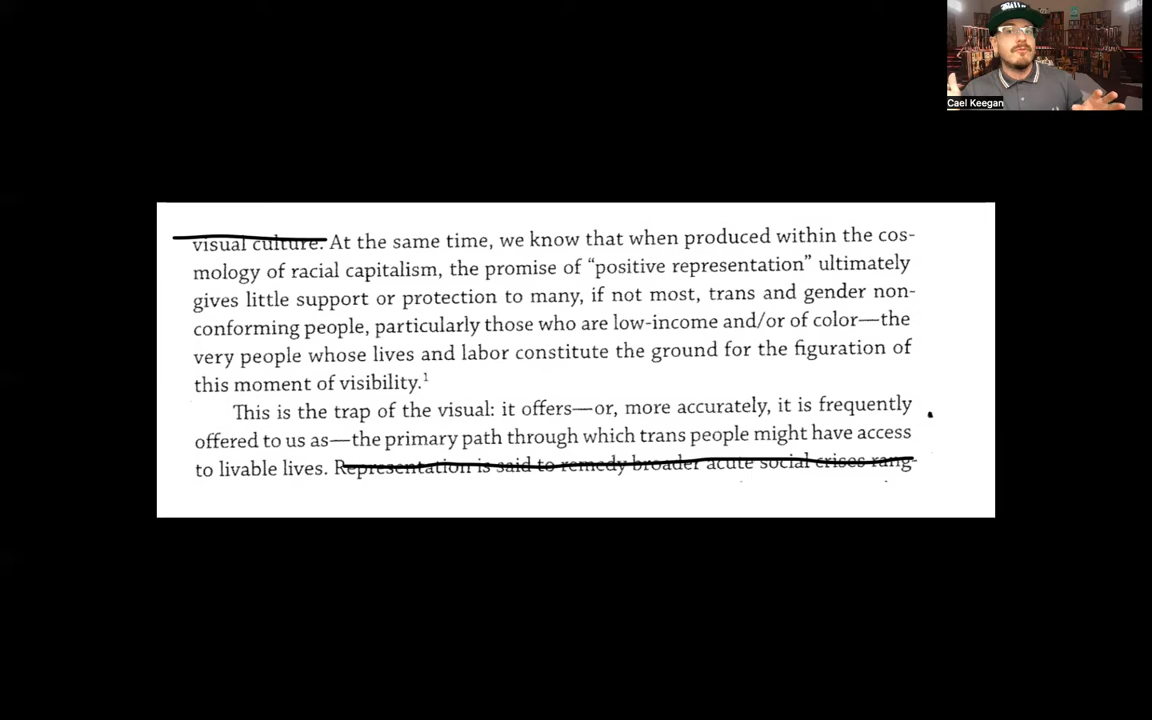 Cael Keegan
visual culture. At the same time, we know that when produced within the cos-
mology of racial capitalism, the promise of “positive representation” ultimately
gives little support or protection to many, if not most, trans and gender non-
conforming people, particularly those who are low-income and/or of color—the
very people whose lives and labor constitute the ground for the figuration of
this moment of visibility.¹
This is the trap of the visual: it offers—or, more accurately, it is frequently
offered to us as—the primary path through which trans people might have access
to livable lives. Representation is said to remedy broader acute social crises rang-